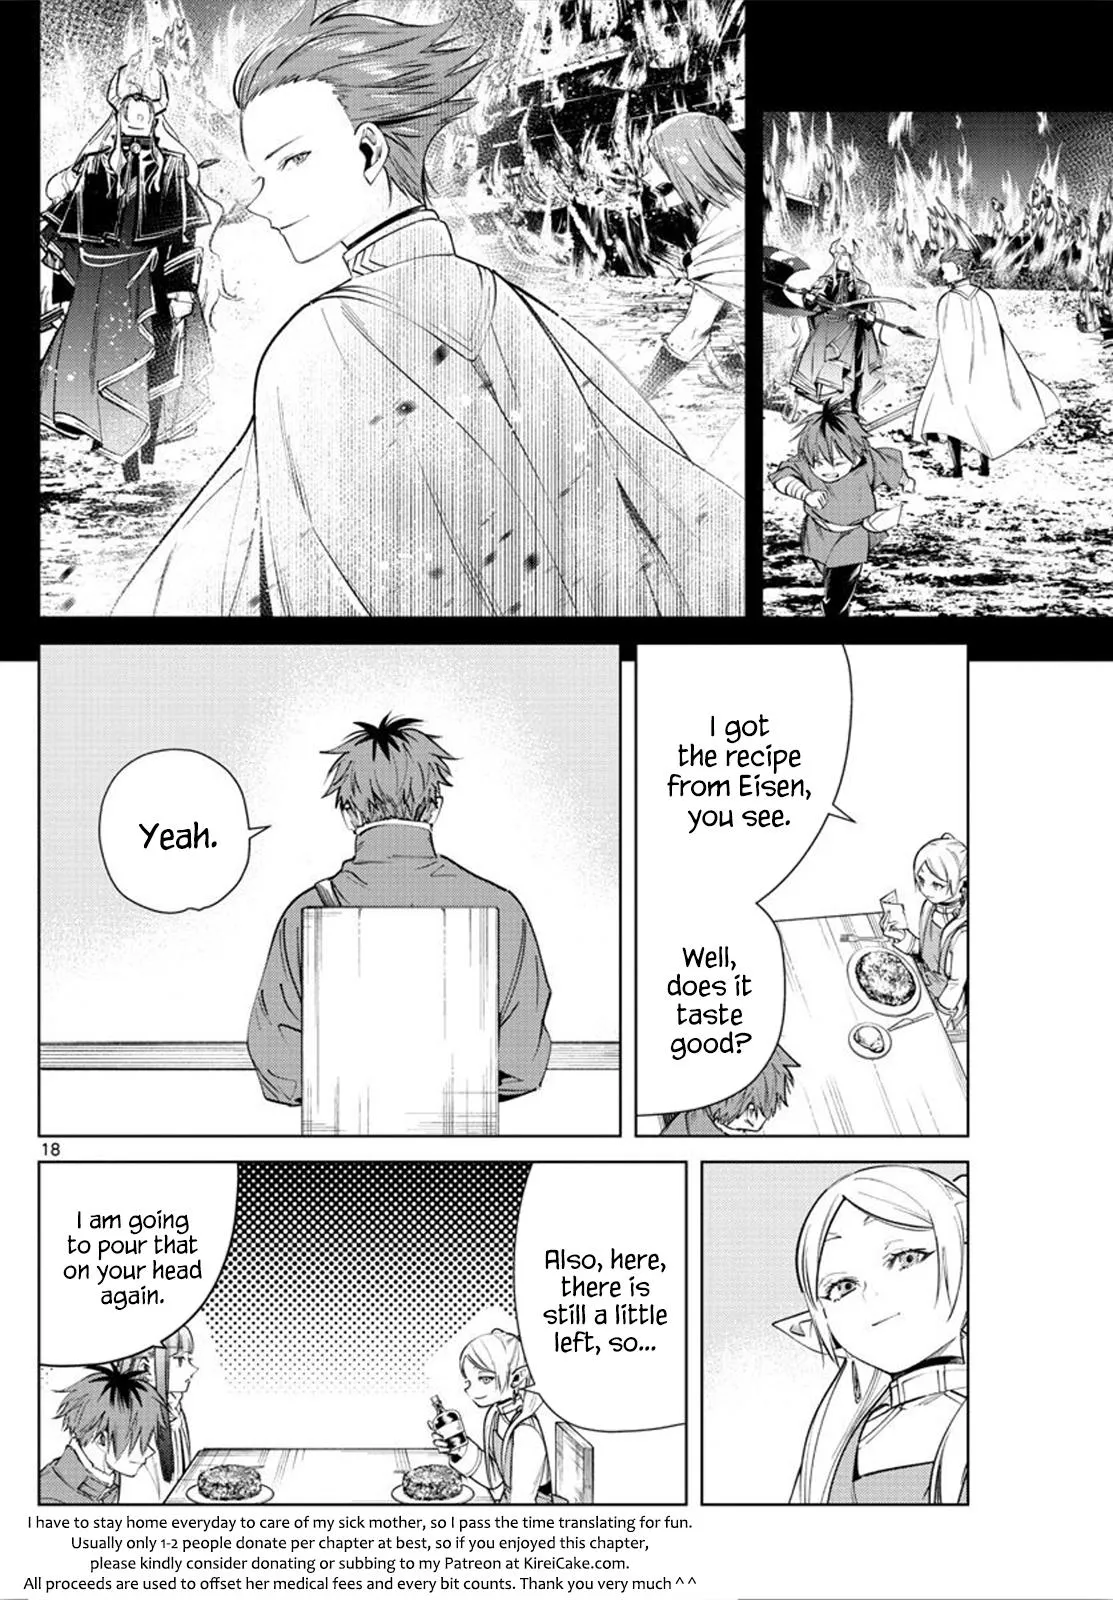 I got
the recipe
from Eisen,
you see.
Well,
does it
taste
good?
Yeah.
18
Also, here,
there is
still a little
left, so...
I am going
to pour that
on your head
again.
I have to stay home everyday to care of my sick mother, so I pass the time translating for fun.
Usually only 1-2 people donate per chapter at best, so if you enjoyed this chapter,
please kindly consider donating or subbing to my Patreon at KireiCake.com.
All proceeds are used to offset her medical fees and every bit counts. Thank you very much ^ ^